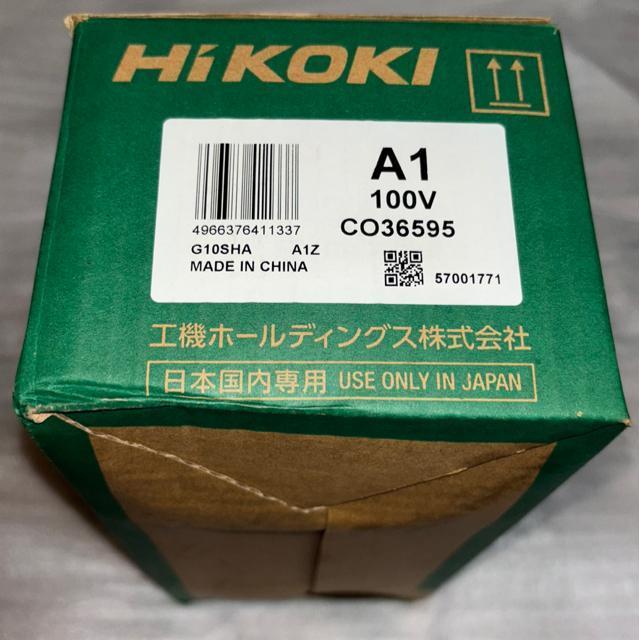 HiKOKI
A1
100V
4966376411337
CO36595
G10SHA A1Z
MADE IN CHINA
57001771
工機ホールディングス株式会社
日本国内専用 USE ONLY IN JAPAN